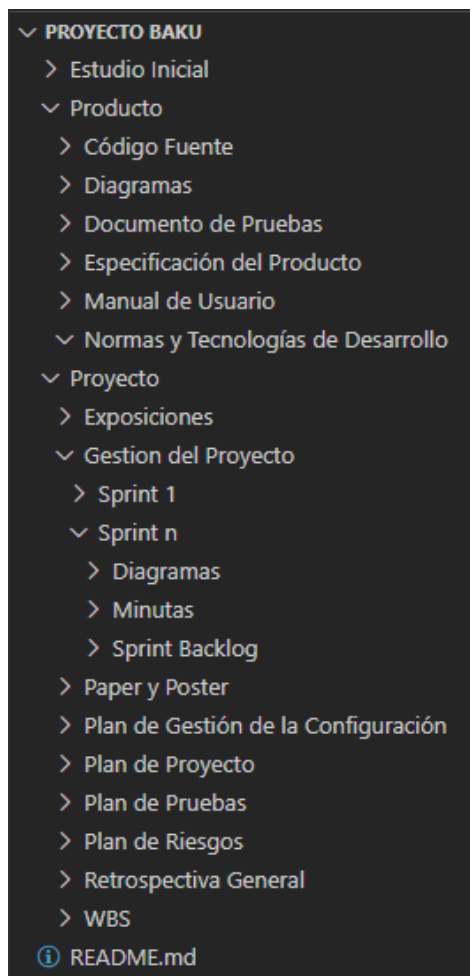 PROYECTO BAKU
Estudio Inicial
Producto
Código Fuente
Diagramas
Documento de Pruebas
Especificación del Producto
Manual de Usuario
Normas y Tecnologías de Desarrollo
Proyecto
Exposiciones
Gestion del Proyecto
Sprint 1
Sprint n
Diagramas
Minutas
Sprint Backlog
Paper y Poster
Plan de Gestión de la Configuración
Plan de Proyecto
Plan de Pruebas
Plan de Riesgos
Retrospectiva General
WBS
README.md